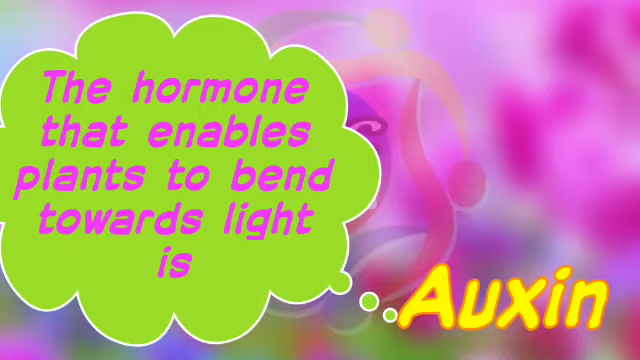 The hormone
that enables
plants to bend
towards light
is
Auxin